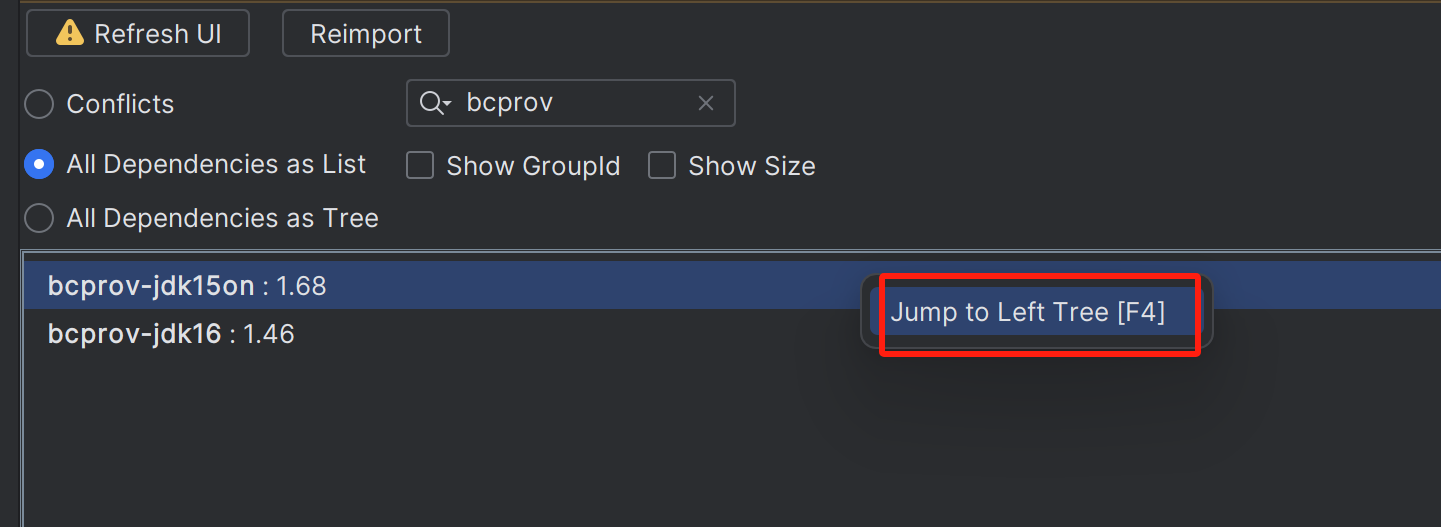 Refresh UI Reimport
Conflicts bcprov
All Dependencies as List Show GroupId Show Size
All Dependencies as Tree
bcprov-jdk15on : 1.68
Jump to Left Tree [F4]
bcprov-jdk16 : 1.46